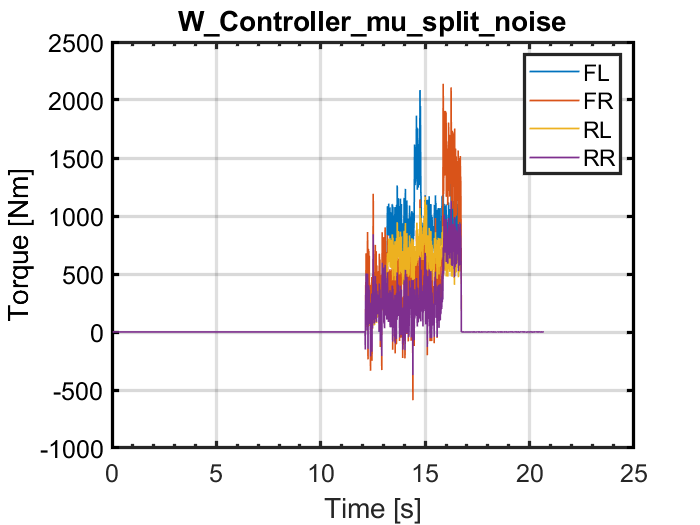 W_Controller_mu_split_noise
2500
2000
1500
1000
500
0
-500
-1000
Torque [Nm]
FL
FR
RL
RR
0 5 10 15 20 25
Time [s]